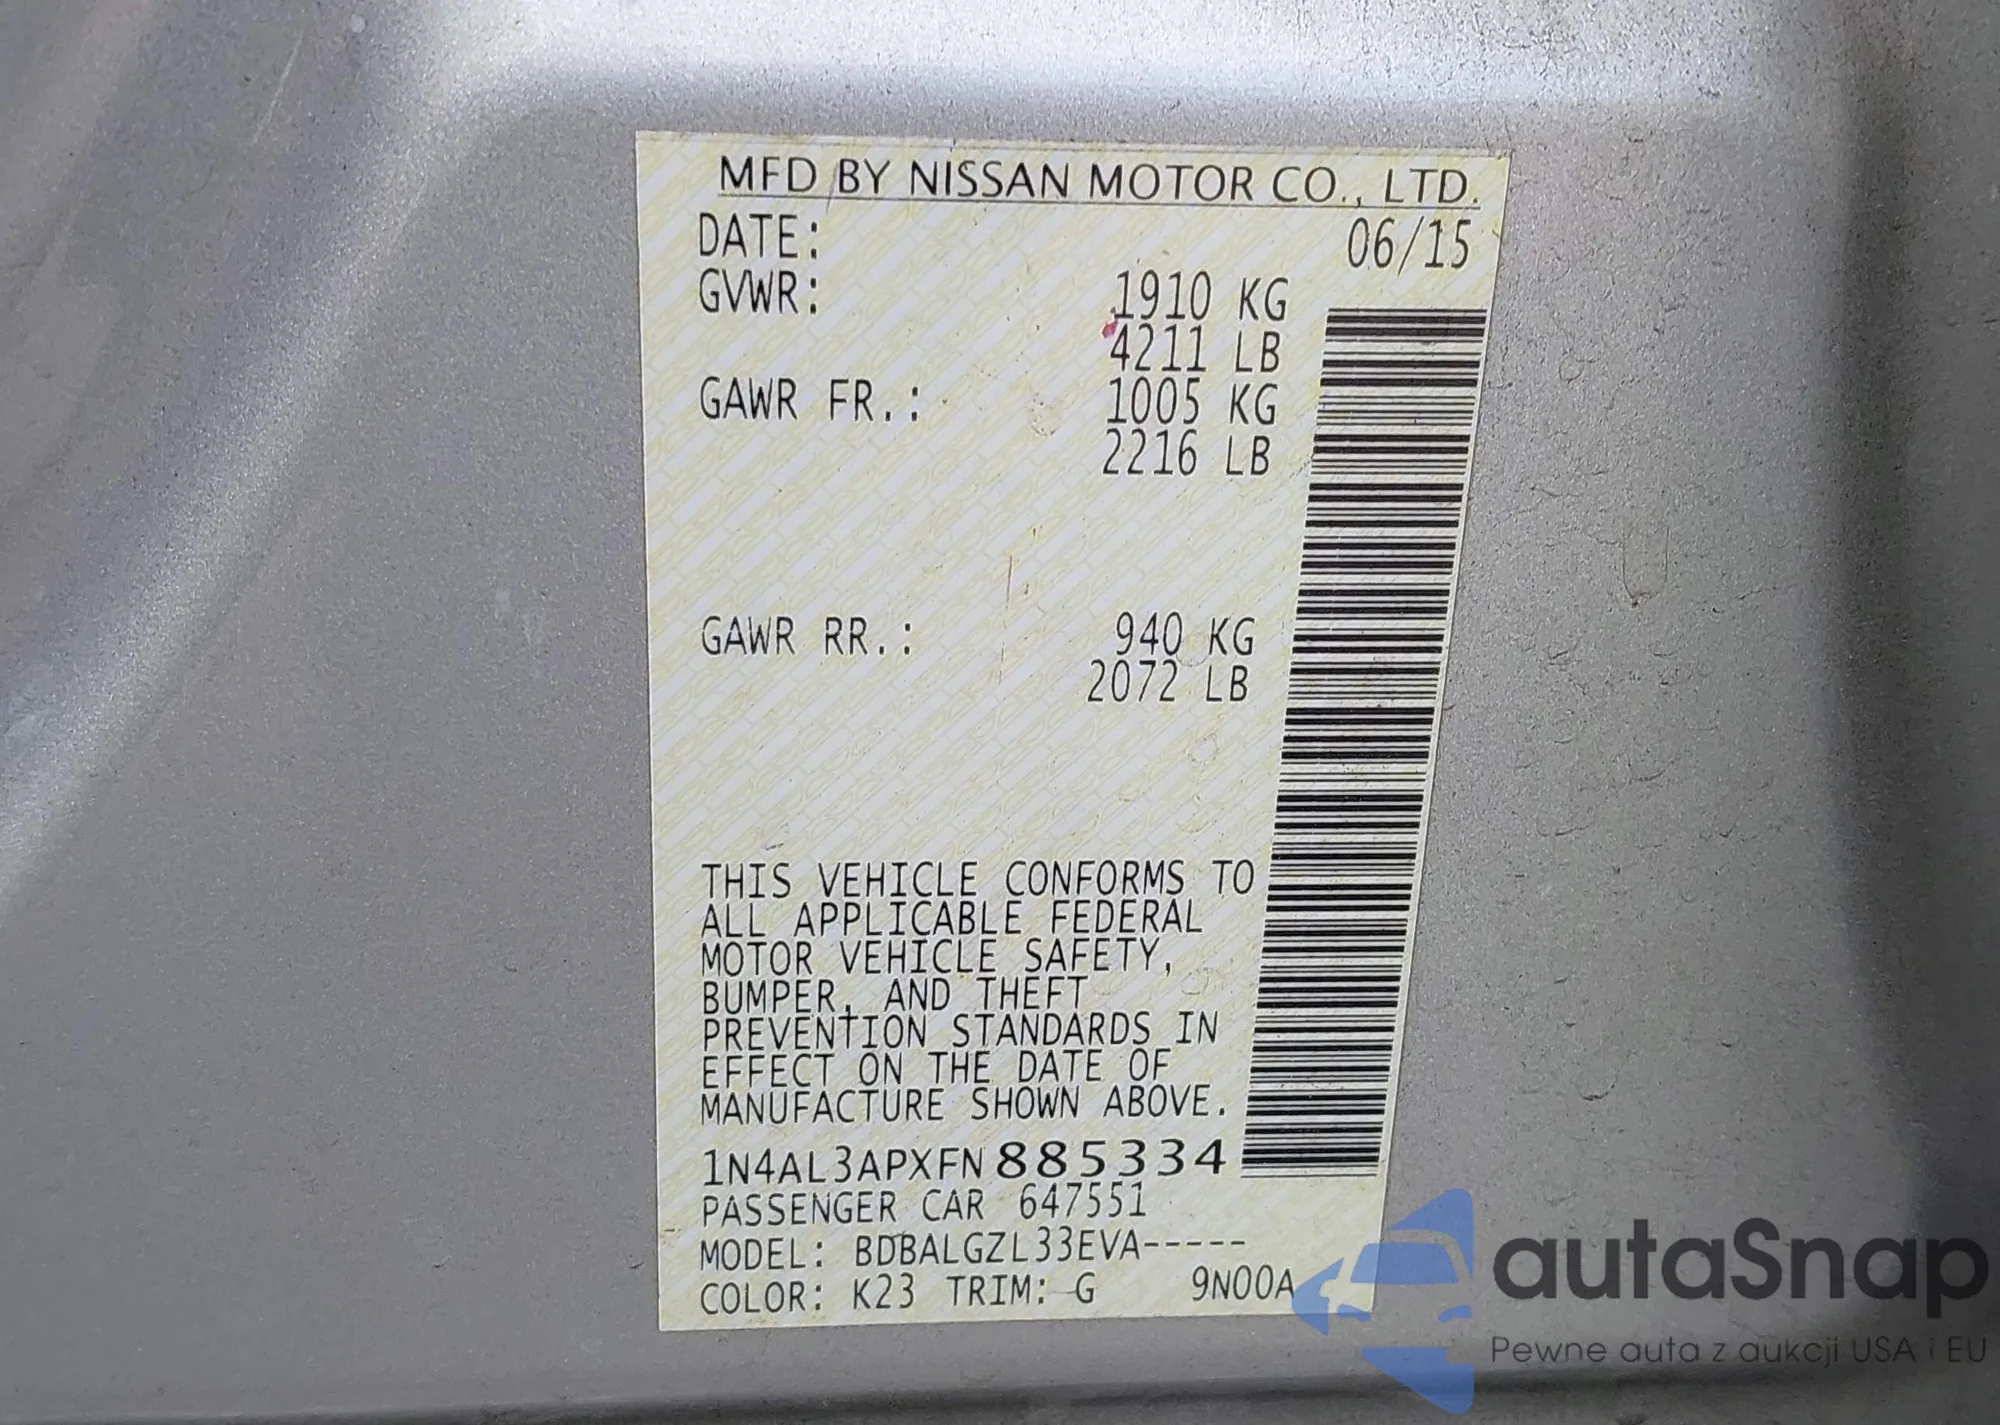 MFD BY NISSAN MOTOR CO., LTD.
DATE: 06/15
GVWR: 1910 KG
4211 LB
GAWR FR.: 1005 KG
2216 LB
GAWR RR.: 940 KG
2072 LB
THIS VEHICLE CONFORMS TO
ALL APPLICABLE FEDERAL
MOTOR VEHICLE SAFETY,
BUMPER, AND THEFT
PREVENTION STANDARDS IN
EFFECT ON THE DATE OF
MANUFACTURE SHOWN ABOVE.
1N4AL3APXFN885334
PASSENGER CAR 647551
MODEL: BDBALGZL33EVA-----
COLOR: K23 TRIM: G 9N00A
autaSnap
Pewne auta z aukcji USA i EU